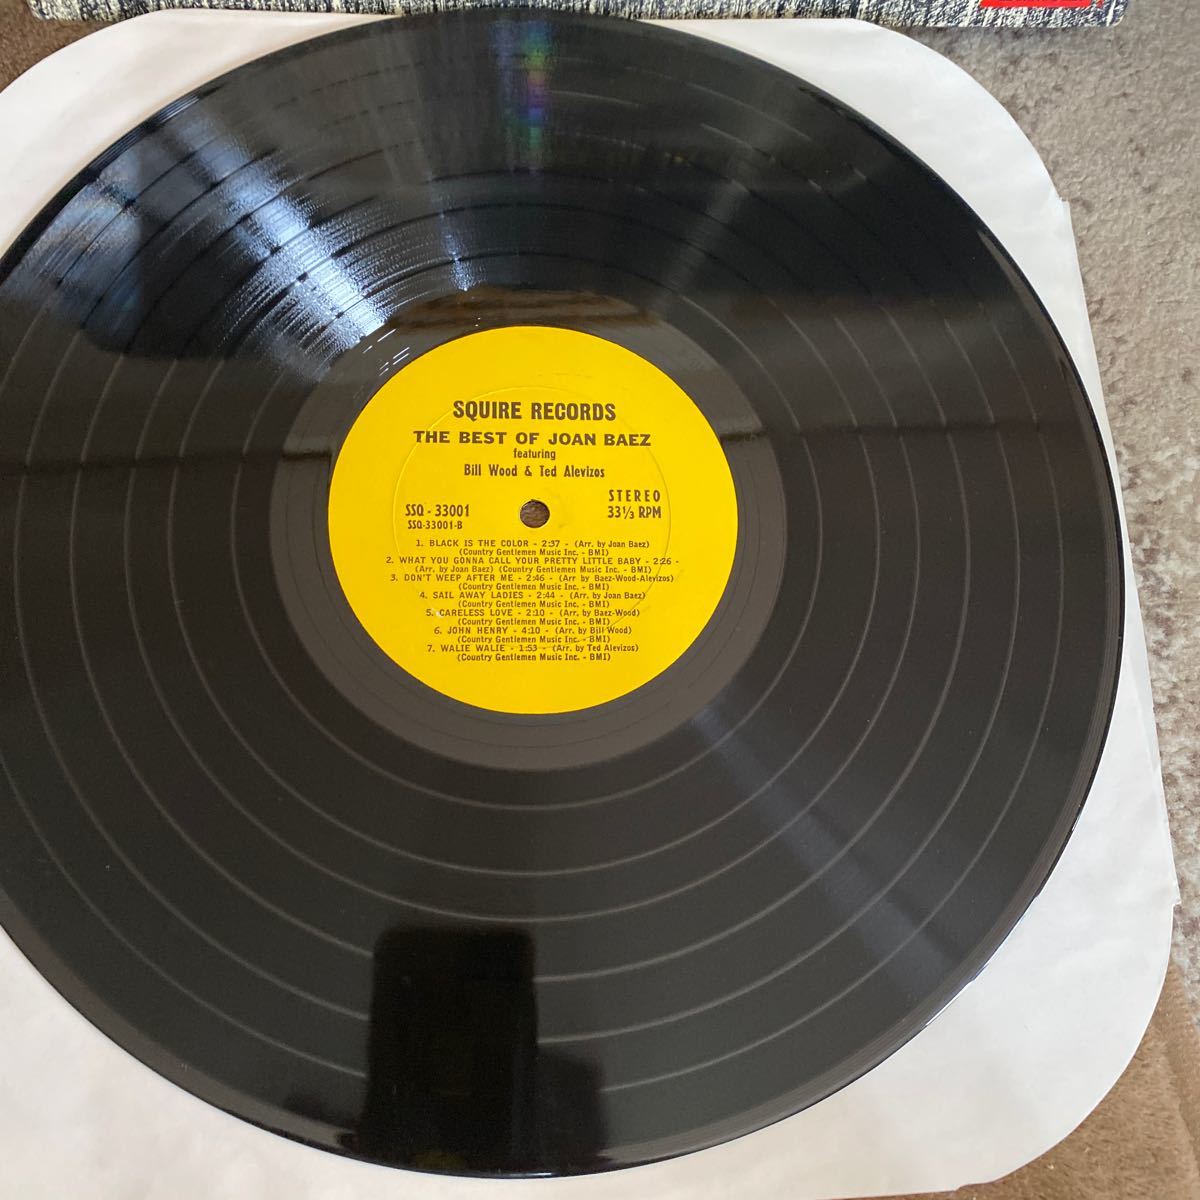 SQUIRE RECORDS
THE BEST OF JOAN BAEZ
featuring
Bill Wood & Ted Alevizos
SSQ - 33001
SSQ-33001-B
STEREO
33 1/3 RPM
1. BLACK IS THE COLOR - 2:37 - (Arr. by Joan Baez)
(Country Gentlemen Music Inc. - BMI)
2. WHAT YOU GONNA CALL YOUR PRETTY LITTLE BABY - 2:26 -
(Arr. by Joan Baez) (Country Gentlemen Music Inc. - BMI)
3. DON'T WEEP AFTER ME - 2:46 - (Arr by Baez-Wood-Alevizos)
(Country Gentlemen Music Inc. - BMI)
4. SAIL AWAY LADIES - 2:44 - (Arr. by Joan Baez)
(Country Gentlemen Music Inc. - BMI)
5. CARELESS LOVE - 2:10 - (Arr. by Baez-Wood)
(Country Gentlemen Music Inc. - BMI)
6. JOHN HENRY - 4:10 - (Arr. by Bill Wood)
(Country Gentlemen Music Inc. - BMI)
7. WALIE WALIE - 1:53 - (Arr. by Ted Alevizos)
(Country Gentlemen Music Inc. - BMI)